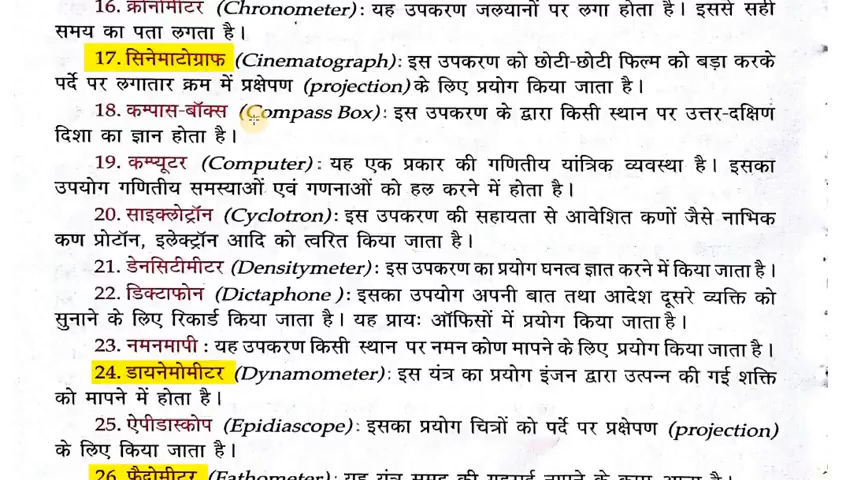 16. क्रोनोमीटर (Chronometer) : यह उपकरण जलयानों पर लगा होता है। इससे सही
समय का पता लगता है।
17. सिनेमाटोग्राफ (Cinematograph) : इस उपकरण को छोटी-छोटी फिल्म को बड़ा करके
पर्दे पर लगातार क्रम में प्रक्षेपण (projection) के लिए प्रयोग किया जाता है।
18. कम्पास-बॉक्स (Compass Box) : इस उपकरण के द्वारा किसी स्थान पर उत्तर-दक्षिण
दिशा का ज्ञान होता है।
19. कम्प्यूटर (Computer) : यह एक प्रकार की गणितीय यांत्रिक व्यवस्था है। इसका
उपयोग गणितीय समस्याओं एवं गणनाओं को हल करने में होता है।
20. साइक्लोट्रॉन (Cyclotron) : इस उपकरण की सहायता से आवेशित कणों जैसे नाभिक
कण प्रोटॉन, इलेक्ट्रॉन आदि को त्वरित किया जाता है।
21. डेनसिटीमीटर (Densitymeter) : इस उपकरण का प्रयोग घनत्व ज्ञात करने में किया जाता है।
22. डिक्टाफोन (Dictaphone ) : इसका उपयोग अपनी बात तथा आदेश दूसरे व्यक्ति को
सुनाने के लिए रिकार्ड किया जाता है। यह प्रायः ऑफिसों में प्रयोग किया जाता है।
23. नमनमापी : यह उपकरण किसी स्थान पर नमन कोण मापने के लिए प्रयोग किया जाता है।
24. डायनेमोमीटर (Dynamometer) : इस यंत्र का प्रयोग इंजन द्वारा उत्पन्न की गई शक्ति
को मापने में होता है।
25. ऐपीडास्कोप (Epidiascope) : इसका प्रयोग चित्रों को पर्दे पर प्रक्षेपण (projection)
के लिए किया जाता है।
26. फैदोमीटर (Fathometer) : यह यंत्र समुद्र की गहराई नापने के काम आता है।